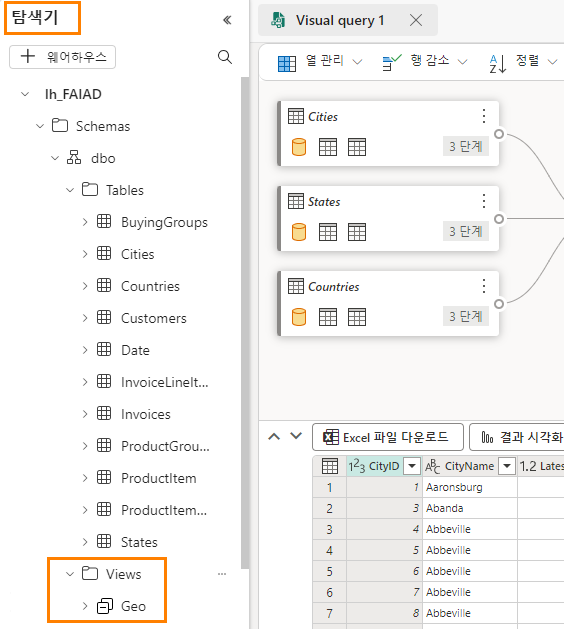 탐색기
웨어하우스
lh_FAIAD
Schemas
dbo
Tables
BuyingGroups
Cities
Countries
Customers
Date
InvoiceLineIt...
Invoices
ProductGrou...
ProductItem
ProductItem...
States
Views
Geo
Visual query 1
열 관리 행 감소 정렬
Cities
3 단계
States
3 단계
Countries
3 단계
Excel 파일 다운로드 결과 시각화
CityID CityName 1.2 Lates
1 1 Aaronsburg
2 3 Abanda
3 4 Abbeville
4 5 Abbeville
5 6 Abbeville
6 7 Abbeville
7 8 Abbeville